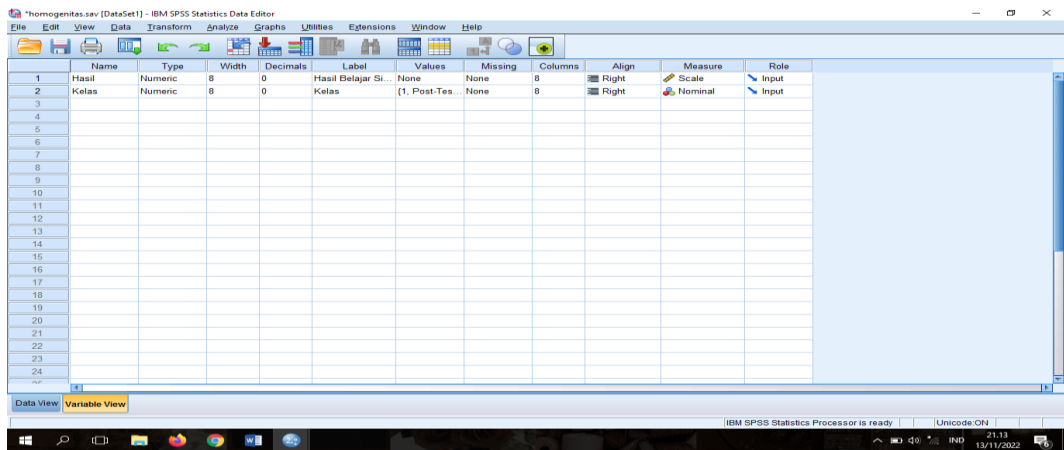 *homogenitas.sav [DataSet1] - IBM SPSS Statistics Data Editor
File Edit View Data Transform Analyze Graphs Utilities Extensions Window Help
Name Type Width Decimals Label Values Missing Columns Align Measure Role
1 Hasil Numeric 8 0 Hasil Belajar Si... None None 8 Right Scale Input
2 Kelas Numeric 8 0 Kelas {1, Post-Tes... None 8 Right Nominal Input
3
4
5
6
7
8
9
10
11
12
13
14
15
16
17
18
19
20
21
22
23
24
Data View Variable View
IBM SPSS Statistics Processor is ready Unicode:ON
IND 21.13
13/11/2022